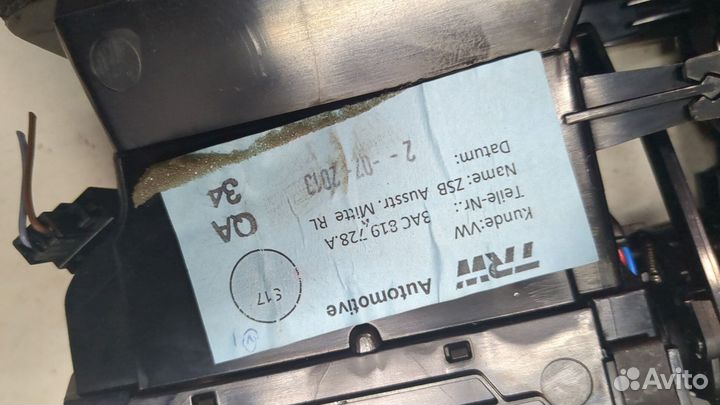 TRW Automotive
Kunde: VW
Teile-Nr.: 3AC 819 728.A
Name: ZSB Ausstr. Mitte RL
Datum: 2 - -07- 2013
QA
34
S17
Avito